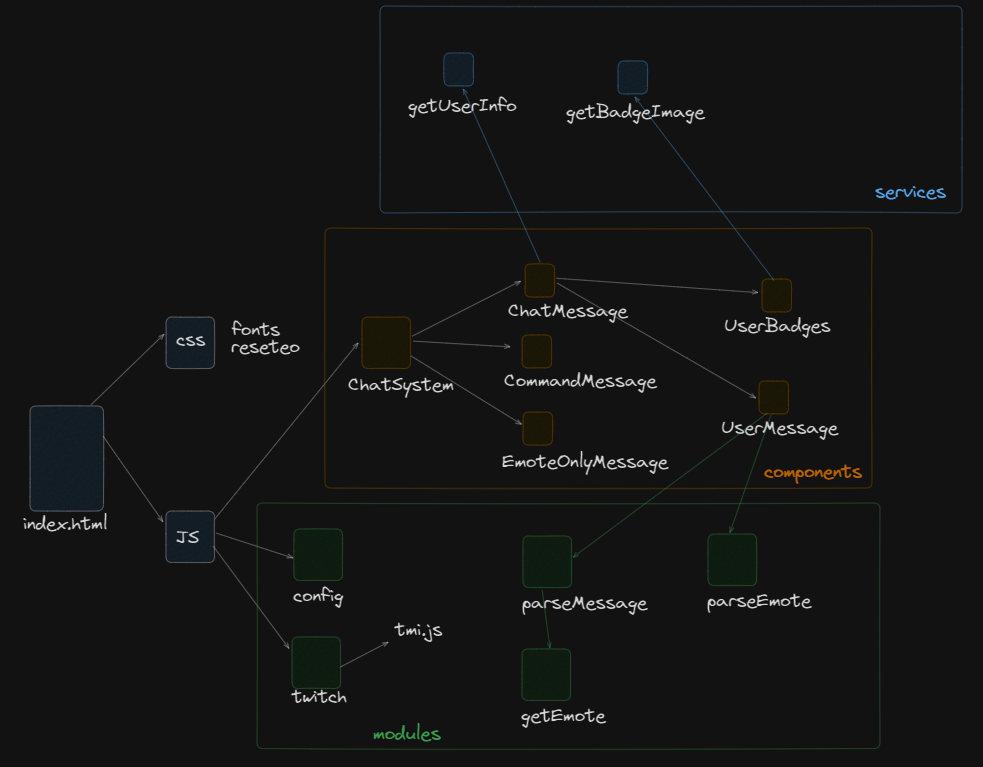 getUserInfo
getBadgeImage
services
ChatMessage
UserBadges
css
fonts
reseteo
ChatSystem
CommandMessage
UserMessage
EmoteOnlyMessage
components
index.html
JS
config
parseMessage
parseEmote
tmi.js
twitch
getEmote
modules